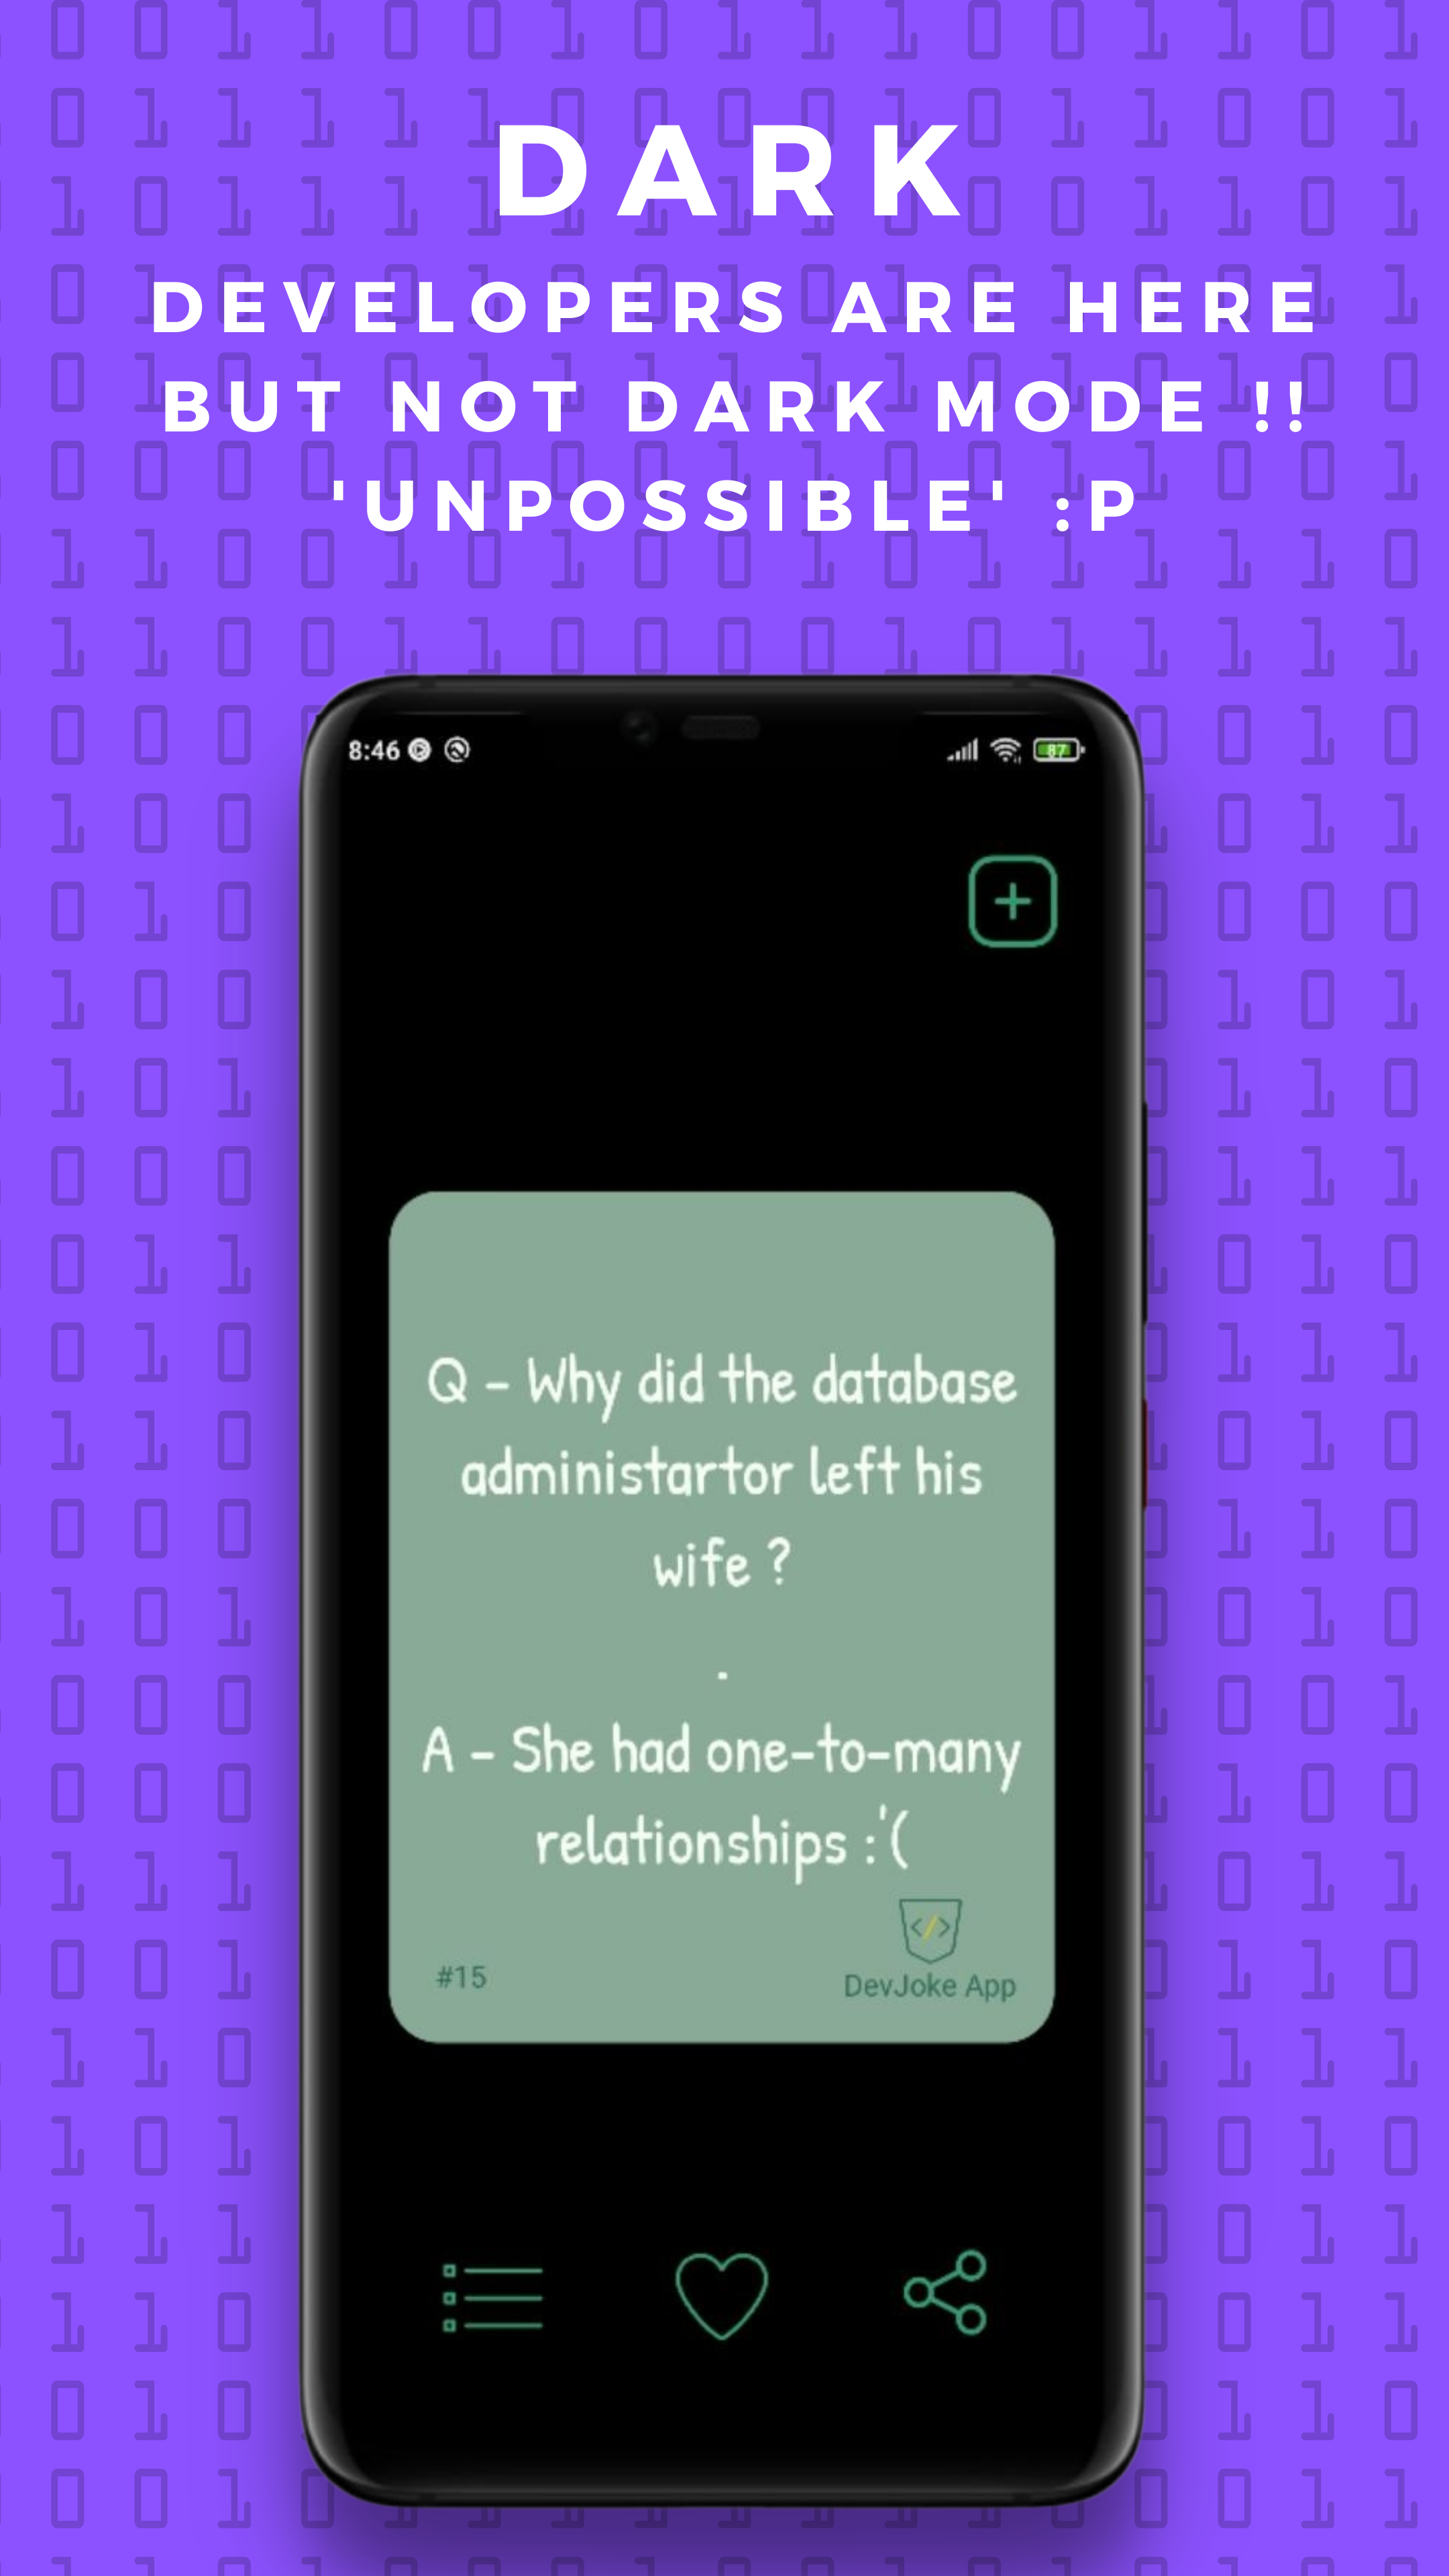 DARK
DEVELOPERS ARE HERE
BUT NOT DARK MODE !!
'UNPOSSIBLE' :P
8:46
87
Q - Why did the database
administartor left his
wife ?
.
A - She had one-to-many
relationships :'(
</>
#15
DevJoke App